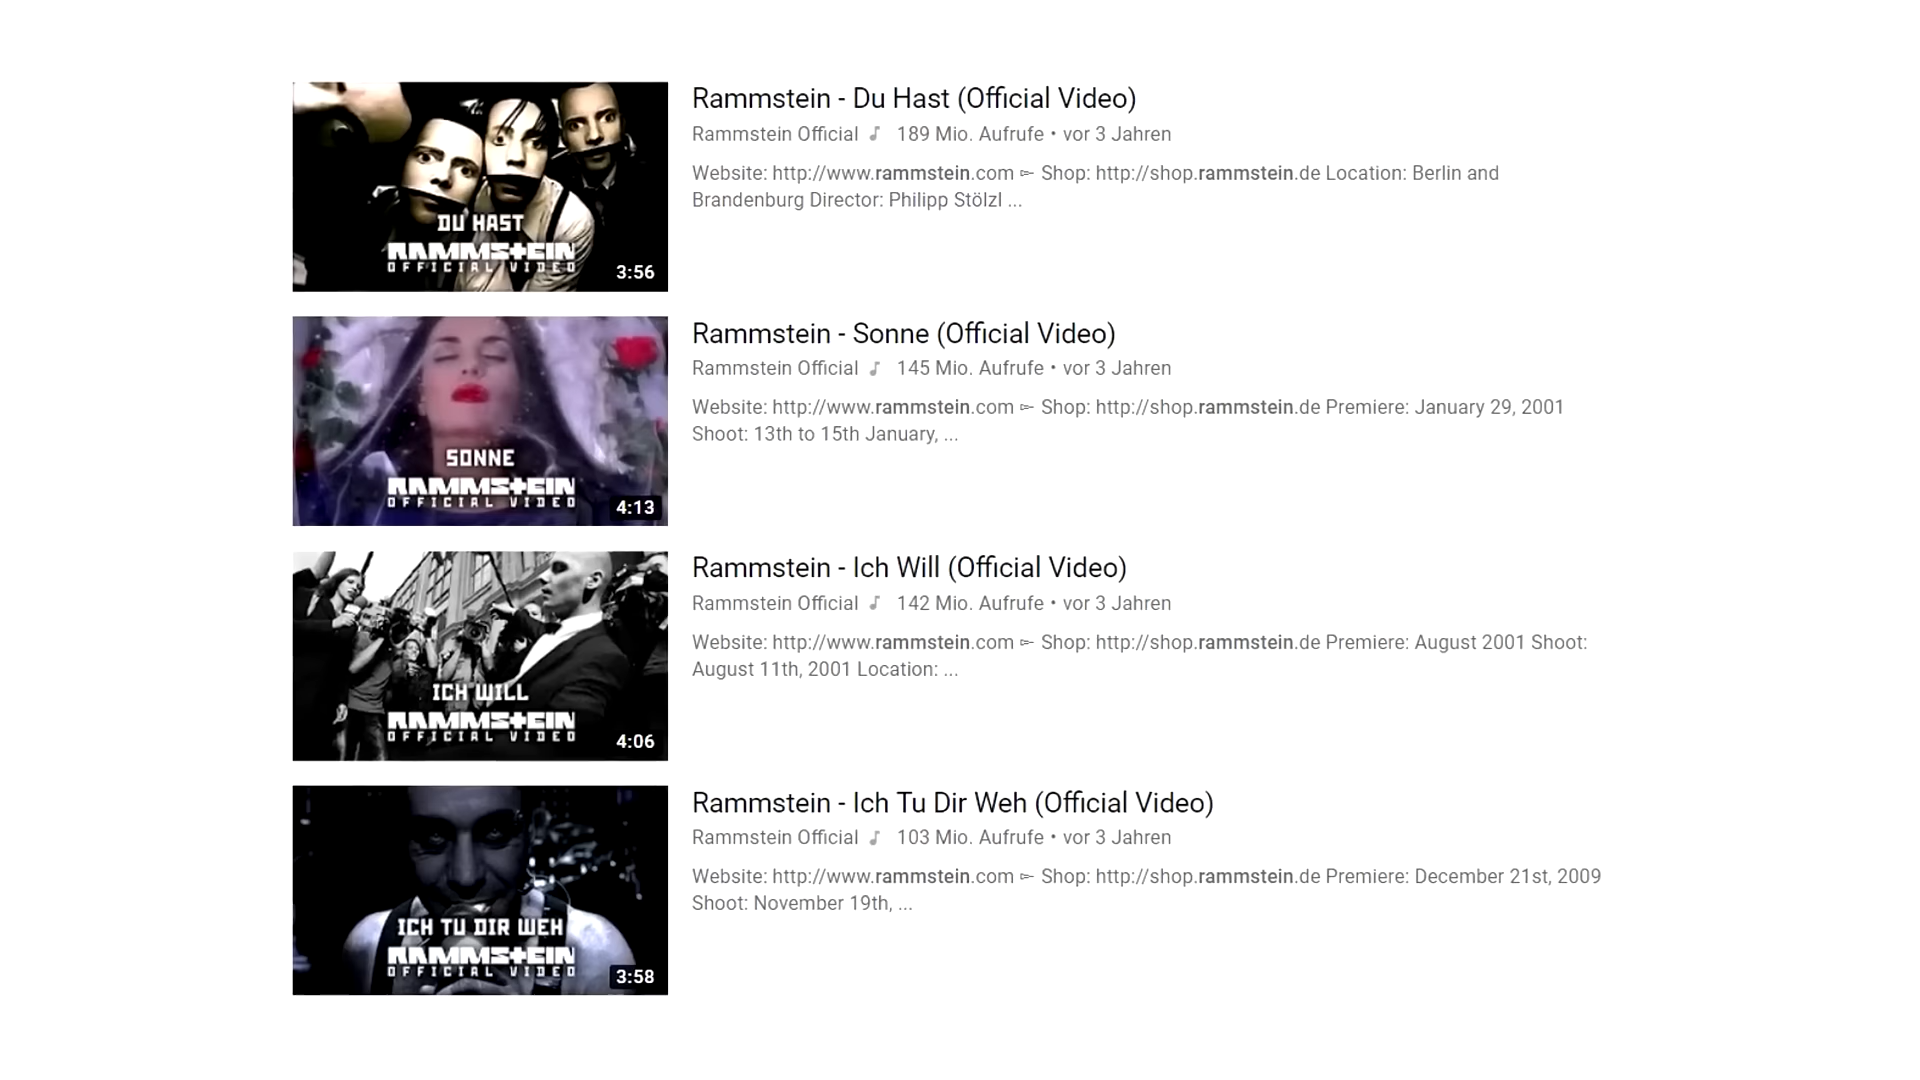 DU HAST
RAMMSTEIN
OFFICIAL VIDEO
3:56
Rammstein - Du Hast (Official Video)
Rammstein Official 189 Mio. Aufrufe • vor 3 Jahren
Website: http://www.rammstein.com ⌲ Shop: http://shop.rammstein.de Location: Berlin and
Brandenburg Director: Philipp Stölzl ...
SONNE
RAMMSTEIN
OFFICIAL VIDEO
4:13
Rammstein - Sonne (Official Video)
Rammstein Official 145 Mio. Aufrufe • vor 3 Jahren
Website: http://www.rammstein.com ⌲ Shop: http://shop.rammstein.de Premiere: January 29, 2001
Shoot: 13th to 15th January, ...
ICH WILL
RAMMSTEIN
OFFICIAL VIDEO
4:06
Rammstein - Ich Will (Official Video)
Rammstein Official 142 Mio. Aufrufe • vor 3 Jahren
Website: http://www.rammstein.com ⌲ Shop: http://shop.rammstein.de Premiere: August 2001 Shoot:
August 11th, 2001 Location: ...
ICH TU DIR WEH
RAMMSTEIN
OFFICIAL VIDEO
3:58
Rammstein - Ich Tu Dir Weh (Official Video)
Rammstein Official 103 Mio. Aufrufe • vor 3 Jahren
Website: http://www.rammstein.com ⌲ Shop: http://shop.rammstein.de Premiere: December 21st, 2009
Shoot: November 19th, ...